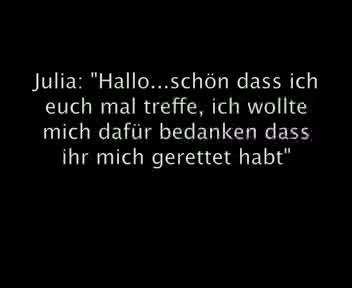 Julia: "Hallo...schön dass ich
euch mal treffe, ich wollte
mich dafür bedanken dass
ihr mich gerettet habt"